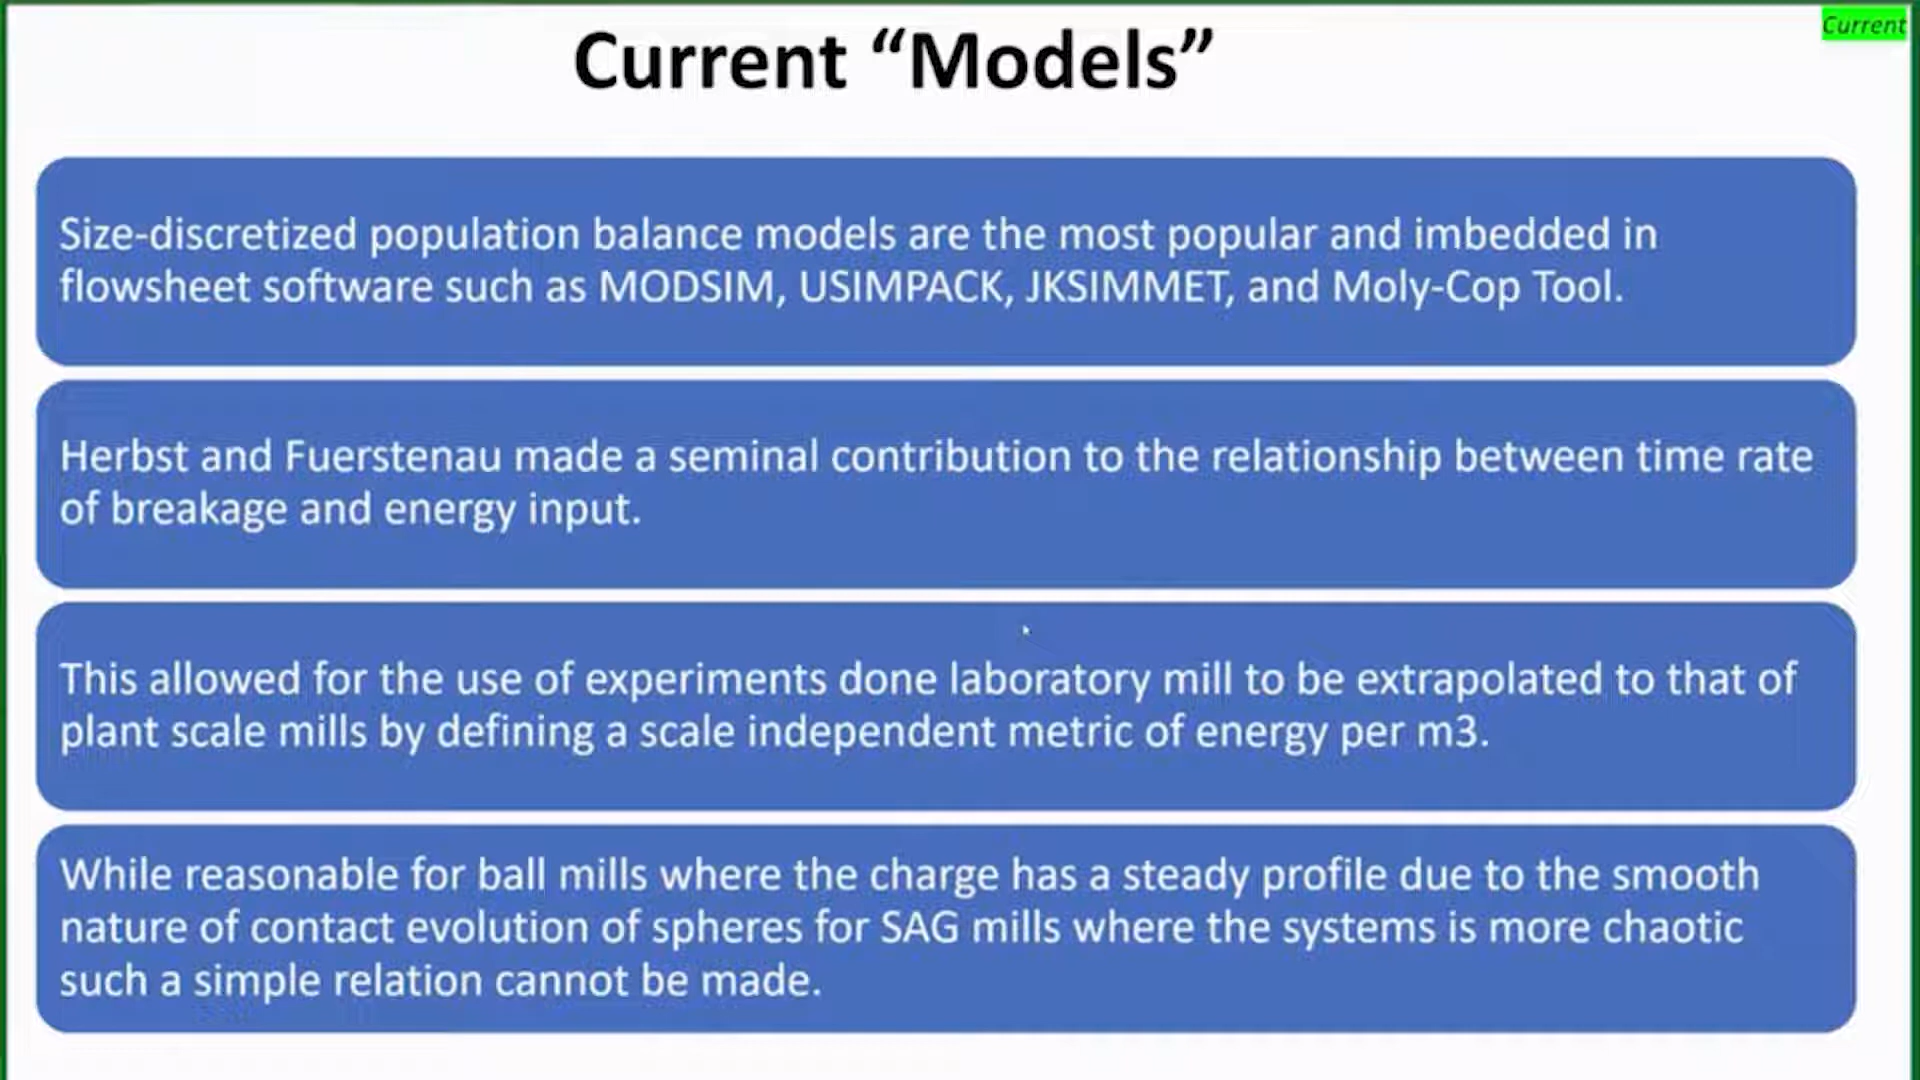 Current
Current “Models”
Size-discretized population balance models are the most popular and imbedded in
flowsheet software such as MODSIM, USIMPACK, JKSIMMET, and Moly-Cop Tool.
Herbst and Fuerstenau made a seminal contribution to the relationship between time rate
of breakage and energy input.
This allowed for the use of experiments done laboratory mill to be extrapolated to that of
plant scale mills by defining a scale independent metric of energy per m3.
While reasonable for ball mills where the charge has a steady profile due to the smooth
nature of contact evolution of spheres for SAG mills where the systems is more chaotic
such a simple relation cannot be made.